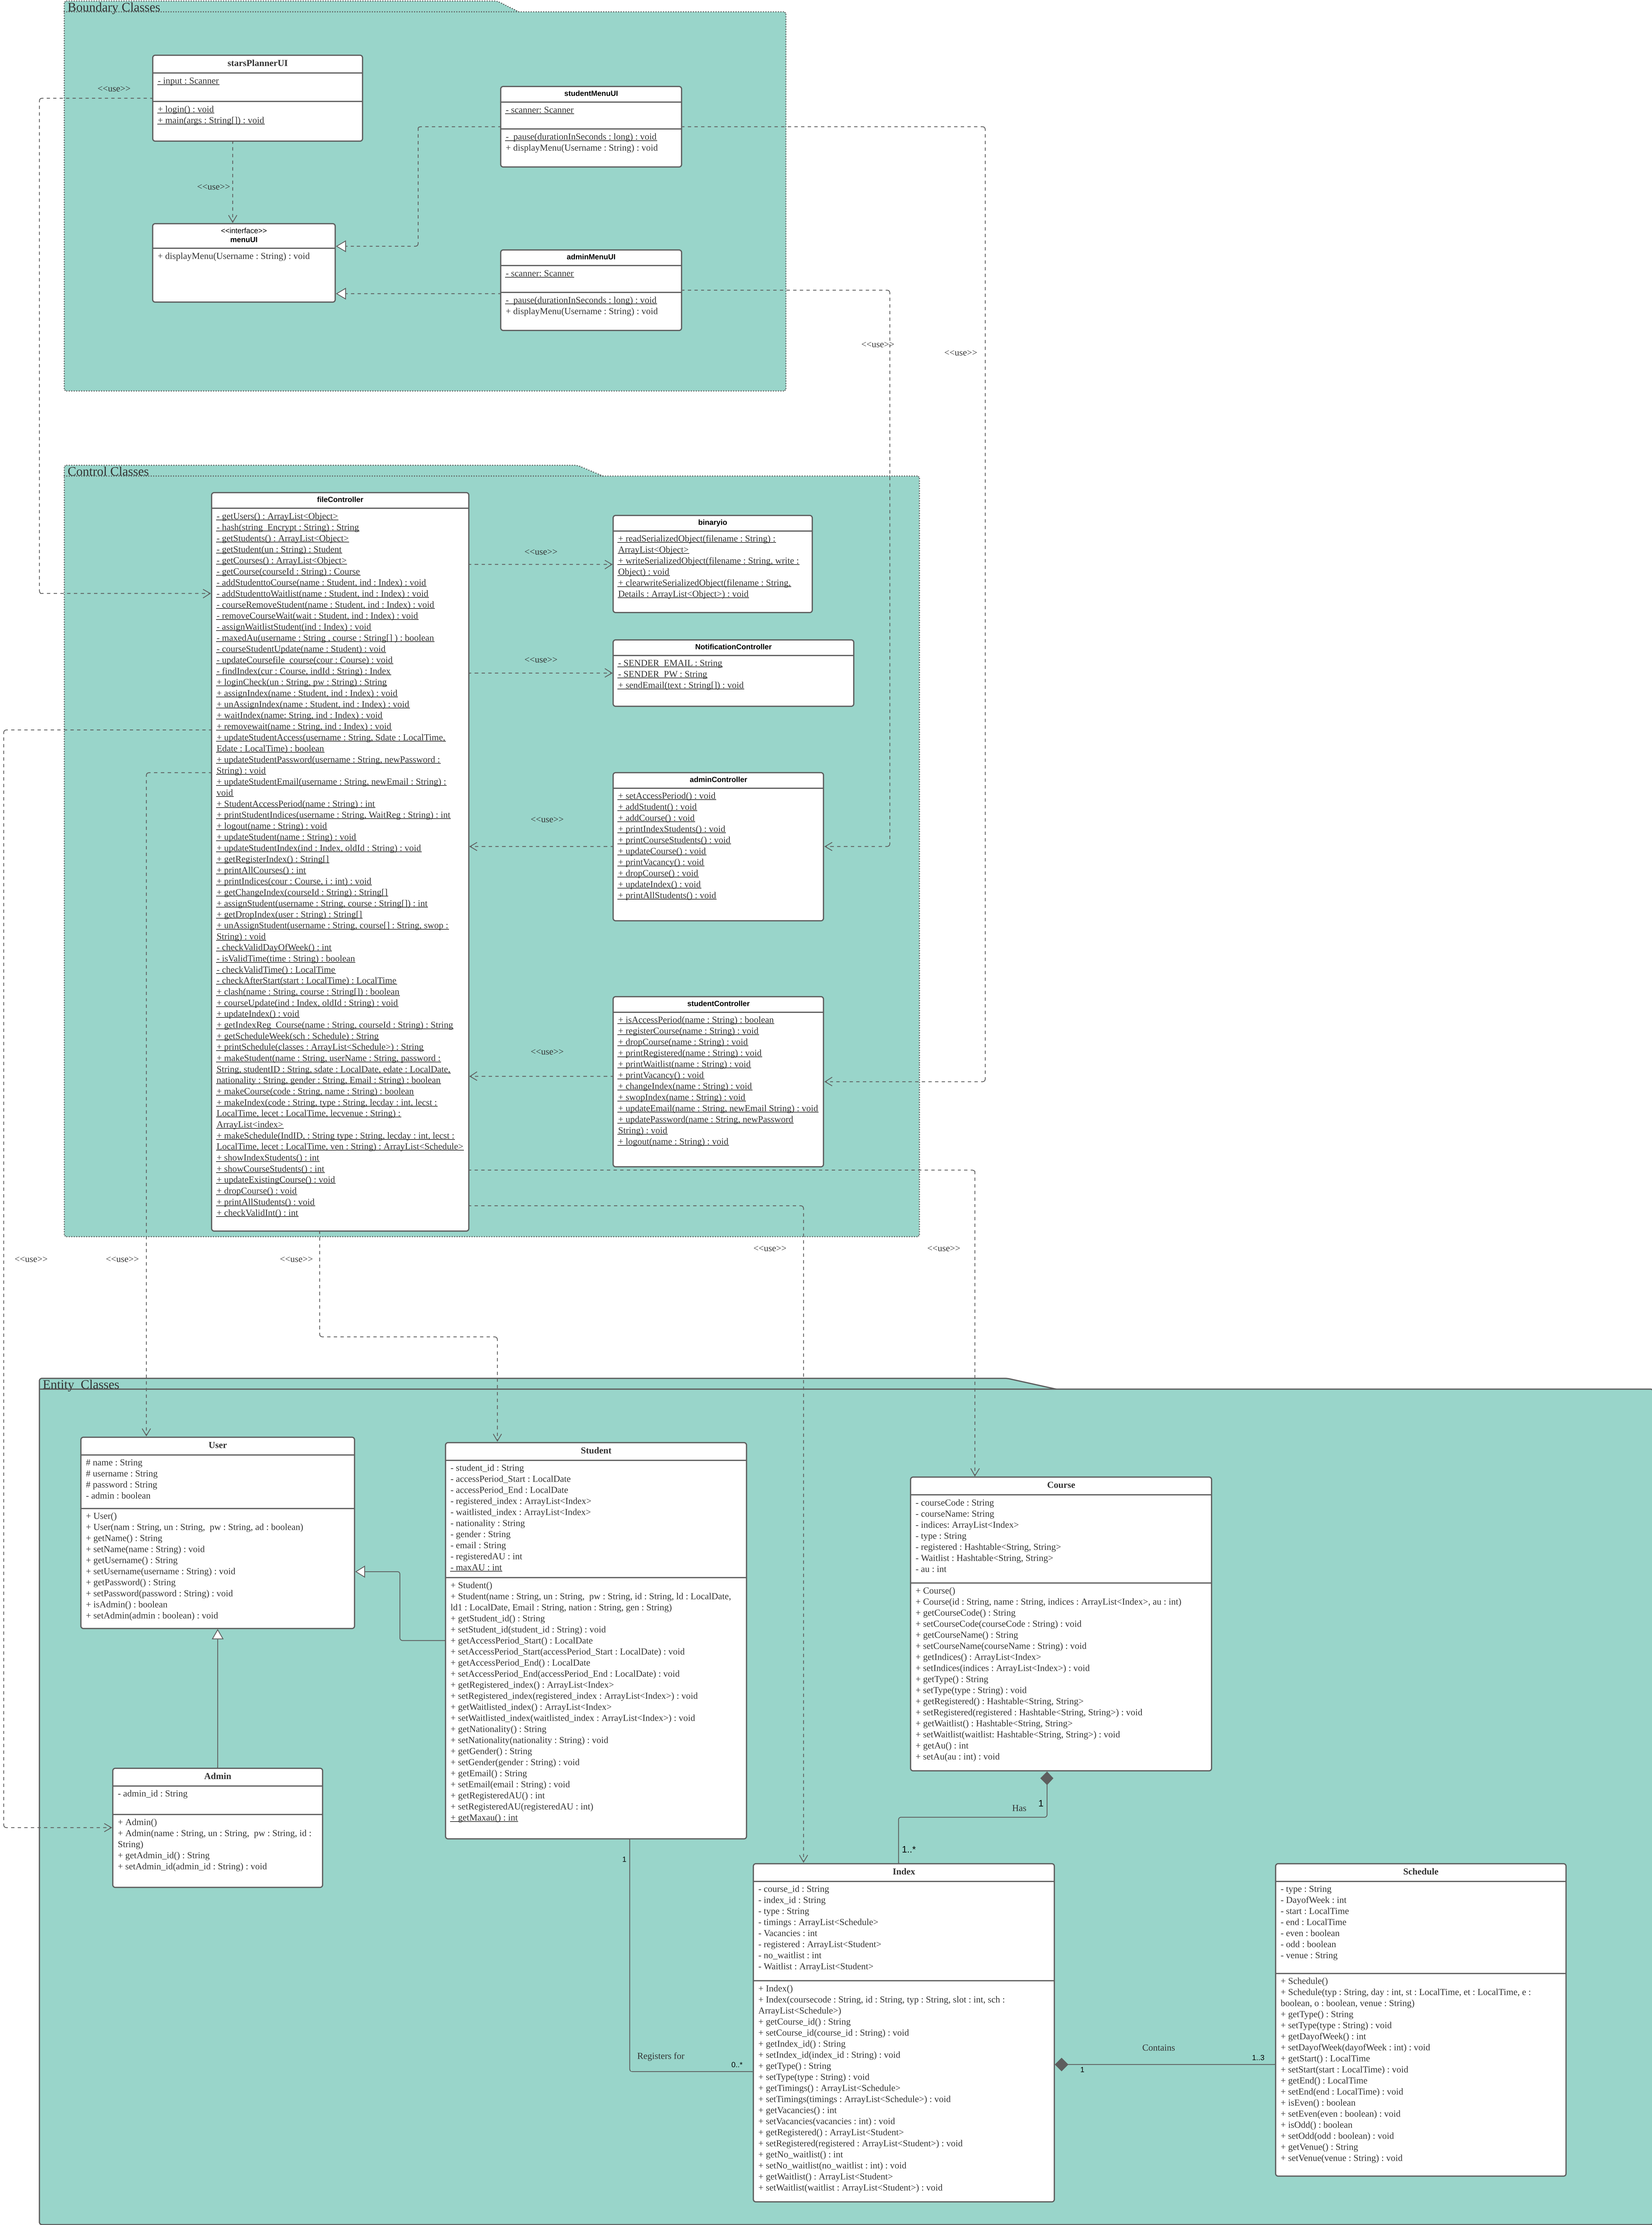 Boundary Classes
starsPlannerUI
- input : Scanner
+ login() : void
+ main(args : String[]) : void
<<use>>
<<use>>
studentMenuUI
- scanner: Scanner
- _pause(durationInSeconds : long) : void
+ displayMenu(Username : String) : void
<<interface>>
menuUI
+ displayMenu(Username : String) : void
adminMenuUI
- scanner: Scanner
- _pause(durationInSeconds : long) : void
+ displayMenu(Username : String) : void
<<use>>
<<use>>
Control Classes
fileController
- getUsers() : ArrayList<Object>
- hash(string_Encrypt : String) : String
- getStudents() : ArrayList<Object>
- getStudent(un : String) : Student
- getCourses() : ArrayList<Object>
- getCourse(courseId : String) : Course
- addStudenttoCourse(name : Student, ind : Index) : void
- addStudenttoWaitlist(name : Student, ind : Index) : void
- courseRemoveStudent(name : Student, ind : Index) : void
- removeCourseWait(wait : Student, ind : Index) : void
- assignWaitlistStudent(ind : Index) : void
- maxedAu(username : String , course : String[] ) : boolean
- courseStudentUpdate(name : Student) : void
- updateCoursefile_course(cour : Course) : void
- findIndex(cur : Course, indId : String) : Index
+ loginCheck(un : String, pw : String) : String
+ assignIndex(name : Student, ind : Index) : void
+ unAssignIndex(name : Student, ind : Index) : void
+ waitIndex(name: String, ind : Index) : void
+ removewait(name : String, ind : Index) : void
+ updateStudentAccess(username : String, Sdate : LocalTime,
Edate : LocalTime) : boolean
+ updateStudentPassword(username : String, newPassword :
String) : void
+ updateStudentEmail(username : String, newEmail : String) :
void
+ StudentAccessPeriod(name : String) : int
+ printStudentIndices(username : String, WaitReg : String) : int
+ logout(name : String) : void
+ updateStudent(name : String) : void
+ updateStudentIndex(ind : Index, oldId : String) : void
+ getRegisterIndex() : String[]
+ printAllCourses() : int
+ printIndices(cour : Course, i : int) : void
+ getChangeIndex(courseId : String) : String[]
+ assignStudent(username : String, course : String[]) : int
+ getDropIndex(user : String) : String[]
+ unAssignStudent(username : String, course[] : String, swop :
String) : void
- checkValidDayOfWeek() : int
- isValidTime(time : String) : boolean
- checkValidTime() : LocalTime
- checkAfterStart(start : LocalTime) : LocalTime
+ clash(name : String, course : String[]) : boolean
+ courseUpdate(ind : Index, oldId : String) : void
+ updateIndex() : void
+ getIndexReg_Course(name : String, courseId : String) : String
+ getScheduleWeek(sch : Schedule) : String
+ printSchedule(classes : ArrayList<Schedule>) : String
+ makeStudent(name : String, userName : String, password :
String, studentID : String, sdate : LocalDate, edate : LocalDate,
nationality : String, gender : String, Email : String) : boolean
+ makeCourse(code : String, name : String) : boolean
+ makeIndex(code : String, type : String, lecday : int, lecst :
LocalTime, lecet : LocalTime, lecvenue : String) :
ArrayList<index>
+ makeSchedule(IndID, : String type : String, lecday : int, lecst :
LocalTime, lecet : LocalTime, ven : String) : ArrayList<Schedule>
+ showIndexStudents() : int
+ showCourseStudents() : int
+ updateExistingCourse() : void
+ dropCourse() : void
+ printAllStudents() : void
+ checkValidInt() : int
<<use>>
binaryio
+ readSerializedObject(filename : String) :
ArrayList<Object>
+ writeSerializedObject(filename : String, write :
Object) : void
+ clearwriteSerializedObject(filename : String,
Details : ArrayList<Object>) : void
<<use>>
NotificationController
- SENDER_EMAIL : String
- SENDER_PW : String
+ sendEmail(text : String[]) : void
<<use>>
adminController
+ setAccessPeriod() : void
+ addStudent() : void
+ addCourse() : void
+ printIndexStudents() : void
+ printCourseStudents() : void
+ updateCourse() : void
+ printVacancy() : void
+ dropCourse() : void
+ updateIndex() : void
+ printAllStudents() : void
<<use>>
studentController
+ isAccessPeriod(name : String) : boolean
+ registerCourse(name : String) : void
+ dropCourse(name : String) : void
+ printRegistered(name : String) : void
+ printWaitlist(name : String) : void
+ printVacancy() : void
+ changeIndex(name : String) : void
+ swopIndex(name : String) : void
+ updateEmail(name : String, newEmail String) : void
+ updatePassword(name : String, newPassword
String) : void
+ logout(name : String) : void
<<use>>
<<use>>
<<use>>
<<use>>
<<use>>
Entity  Classes
User
# name : String
# username : String
# password : String
- admin : boolean
+ User()
+ User(nam : String, un : String,  pw : String, ad : boolean)
+ getName() : String
+ setName(name : String) : void
+ getUsername() : String
+ setUsername(username : String) : void
+ getPassword() : String
+ setPassword(password : String) : void
+ isAdmin() : boolean
+ setAdmin(admin : boolean) : void
Student
- student_id : String
- accessPeriod_Start : LocalDate
- accessPeriod_End : LocalDate
- registered_index : ArrayList<Index>
- waitlisted_index : ArrayList<Index>
- nationality : String
- gender : String
- email : String
- registeredAU : int
- maxAU : int
+ Student()
+ Student(name : String, un : String,  pw : String, id : String, ld : LocalDate,
ld1 : LocalDate, Email : String, nation : String, gen : String)
+ getStudent_id() : String
+ setStudent_id(student_id : String) : void
+ getAccessPeriod_Start() : LocalDate
+ setAccessPeriod_Start(accessPeriod_Start : LocalDate) : void
+ getAccessPeriod_End() : LocalDate
+ setAccessPeriod_End(accessPeriod_End : LocalDate) : void
+ getRegistered_index() : ArrayList<Index>
+ setRegistered_index(registered_index : ArrayList<Index>) : void
+ getWaitlisted_index() : ArrayList<Index>
+ setWaitlisted_index(waitlisted_index : ArrayList<Index>) : void
+ getNationality() : String
+ setNationality(nationality : String) : void
+ getGender() : String
+ setGender(gender : String) : void
+ getEmail() : String
+ setEmail(email : String) : void
+ getRegisteredAU() : int
+ setRegisteredAU(registeredAU : int)
+ getMaxau() : int
Course
- courseCode : String
- courseName: String
- indices: ArrayList<Index>
- type : String
- registered : Hashtable<String, String>
- Waitlist : Hashtable<String, String>
- au : int
+ Course()
+ Course(id : String, name : String, indices : ArrayList<Index>, au : int)
+ getCourseCode() : String
+ setCourseCode(courseCode : String) : void
+ getCourseName() : String
+ setCourseName(courseName : String) : void
+ getIndices() : ArrayList<Index>
+ setIndices(indices : ArrayList<Index>) : void
+ getType() : String
+ setType(type : String) : void
+ getRegistered() : Hashtable<String, String>
+ setRegistered(registered : Hashtable<String, String>) : void
+ getWaitlist() : Hashtable<String, String>
+ setWaitlist(waitlist: Hashtable<String, String>) : void
+ getAu() : int
+ setAu(au : int) : void
Admin
- admin_id : String
+ Admin()
+ Admin(name : String, un : String,  pw : String, id :
String)
+ getAdmin_id() : String
+ setAdmin_id(admin_id : String) : void
Has
1
1..*
1
Registers for
0..*
Index
- course_id : String
- index_id : String
- type : String
- timings : ArrayList<Schedule>
- Vacancies : int
- registered : ArrayList<Student>
- no_waitlist : int
- Waitlist : ArrayList<Student>
+ Index()
+ Index(coursecode : String, id : String, typ : String, slot : int, sch :
ArrayList<Schedule>)
+ getCourse_id() : String
+ setCourse_id(course_id : String) : void
+ getIndex_id() : String
+ setIndex_id(index_id : String) : void
+ getType() : String
+ setType(type : String) : void
+ getTimings() : ArrayList<Schedule>
+ setTimings(timings : ArrayList<Schedule>) : void
+ getVacancies() : int
+ setVacancies(vacancies : int) : void
+ getRegistered() : ArrayList<Student>
+ setRegistered(registered : ArrayList<Student>) : void
+ getNo_waitlist() : int
+ setNo_waitlist(no_waitlist : int) : void
+ getWaitlist() : ArrayList<Student>
+ setWaitlist(waitlist : ArrayList<Student>) : void
Contains
1
1..3
Schedule
- type : String
- DayofWeek : int
- start : LocalTime
- end : LocalTime
- even : boolean
- odd : boolean
- venue : String
+ Schedule()
+ Schedule(typ : String, day : int, st : LocalTime, et : LocalTime, e :
boolean, o : boolean, venue : String)
+ getType() : String
+ setType(type : String) : void
+ getDayofWeek() : int
+ setDayofWeek(dayofWeek : int) : void
+ getStart() : LocalTime
+ setStart(start : LocalTime) : void
+ getEnd() : LocalTime
+ setEnd(end : LocalTime) : void
+ isEven() : boolean
+ setEven(even : boolean) : void
+ isOdd() : boolean
+ setOdd(odd : boolean) : void
+ getVenue() : String
+ setVenue(venue : String) : void